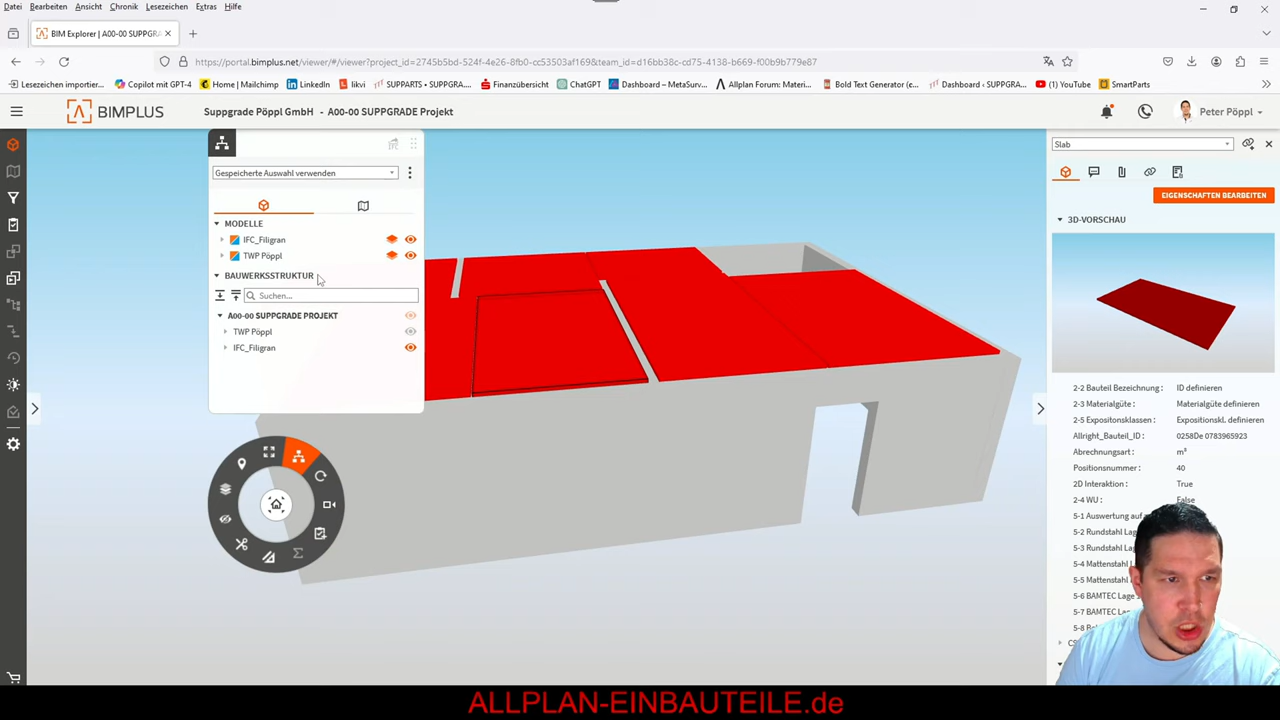 Datei Bearbeiten Ansicht Chronik Lesezeichen Extras Hilfe
BIM Explorer | A00-00 SUPPGRA
https://portal.bimplus.net/viewer/#/viewer?project_id=2745b5bd-524f-4e26-8fb0-cc53503af169&team_id=d16bb38c-cd75-4138-b669-f00b9b779e87
Lesezeichen importier... Copilot mit GPT-4 Home | Mailchimp LinkedIn likvi SUPPARTS • SUPPGRA... Finanzübersicht ChatGPT Dashboard – MetaSurv... Allplan Forum: Materi... Bold Text Generator (e... Dashboard ‹ SUPPGRA... (1) YouTube SmartParts
BIMPLUS Suppgrade Pöppl GmbH - A00-00 SUPPGRADE Projekt Peter Pöppl
IFC
Gespeicherte Auswahl verwenden
MODELLE
IFC_Filigran
TWP Pöppl
BAUWERKSSTRUKTUR
Suchen...
A00-00 SUPPGRADE PROJEKT
TWP Pöppl
IFC_Filigran
Slab
EIGENSCHAFTEN BEARBEITEN
3D-VORSCHAU
2-2 Bauteil Bezeichnung : ID definieren
2-3 Materialgüte : Materialgüte definieren
2-5 Expositonsklassen : Expositionskl. definieren
Allright_Bauteil_ID : 0258De 0783965923
Abrechnungsart : m²
Positionsnummer : 40
2D Interaktion : True
2-4 WU : False
5-1 Auswertung auf
5-2 Rundstahl Lag
5-3 Rundstahl Lag
5-4 Mattenstahl L
5-5 Mattenstahl
5-6 BAMTEC Lage
5-7 BAMTEC Lag
5-8
ALLPLAN-EINBAUTEILE.de